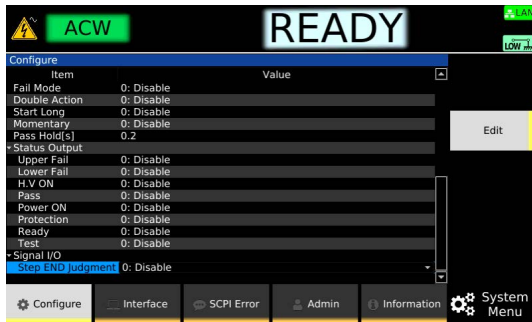 ACW
READY
LAN
LOW
Configure
Item Value
Fail Mode 0: Disable
Double Action 0: Disable
Start Long 0: Disable
Momentary 0: Disable
Pass Hold[s] 0.2
Status Output
Upper Fail 0: Disable
Lower Fail 0: Disable
H.V ON 0: Disable
Pass 0: Disable
Power ON 0: Disable
Protection 0: Disable
Ready 0: Disable
Test 0: Disable
Signal I/O
Step END Judgment 0: Disable
Edit
Configure Interface SCPI Error Admin Information System
Menu